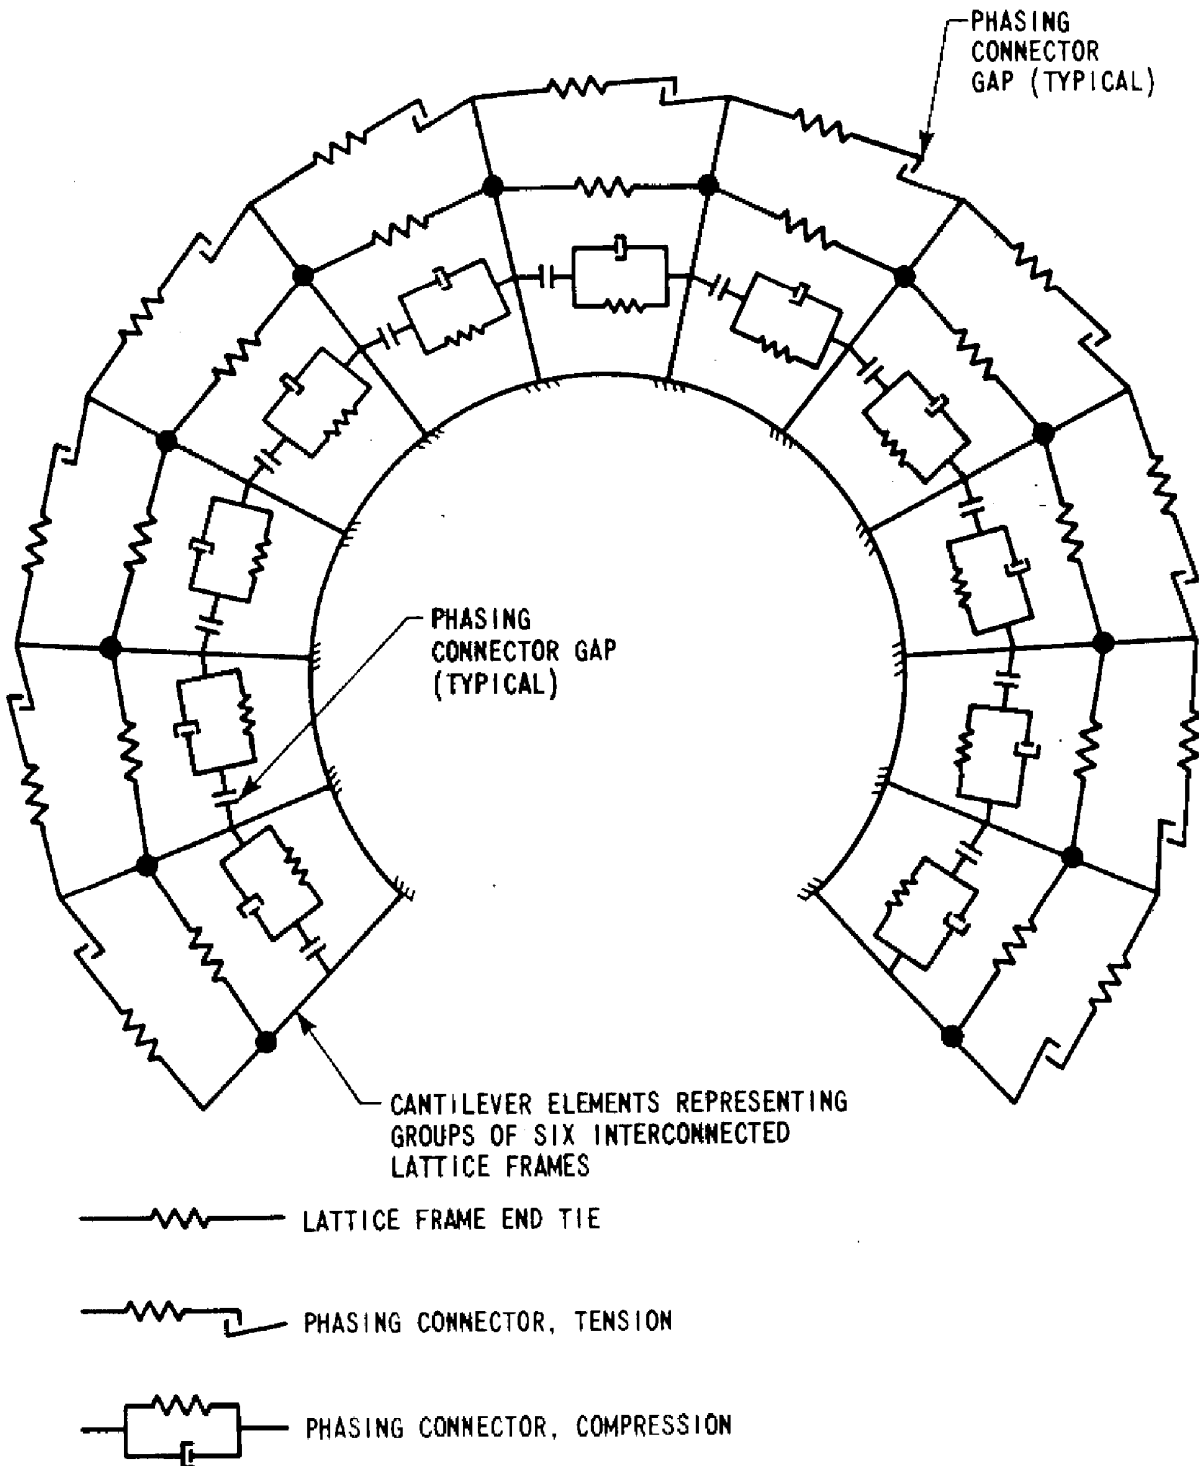 PHASING
CONNECTOR
GAP (TYPICAL)
PHASING
CONNECTOR GAP
(TYPICAL)
CANTILEVER ELEMENTS REPRESENTING
GROUPS OF SIX INTERCONNECTED
LATTICE FRAMES
LATTICE FRAME END TIE
PHASING CONNECTOR, TENSION
PHASING CONNECTOR, COMPRESSION